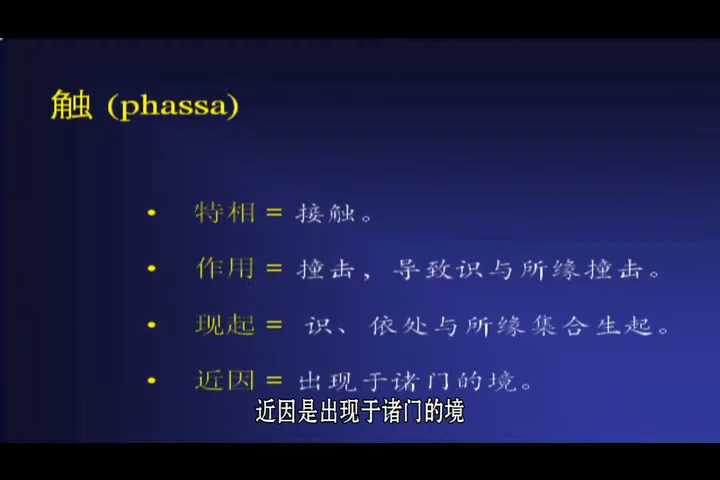 触 (phassa)
• 特相 = 接触。
• 作用 = 撞击，导致识与所缘撞击。
• 现起 = 识、依处与所缘集合生起。
• 近因 = 出现于诸门的境。
近因是出现于诸门的境